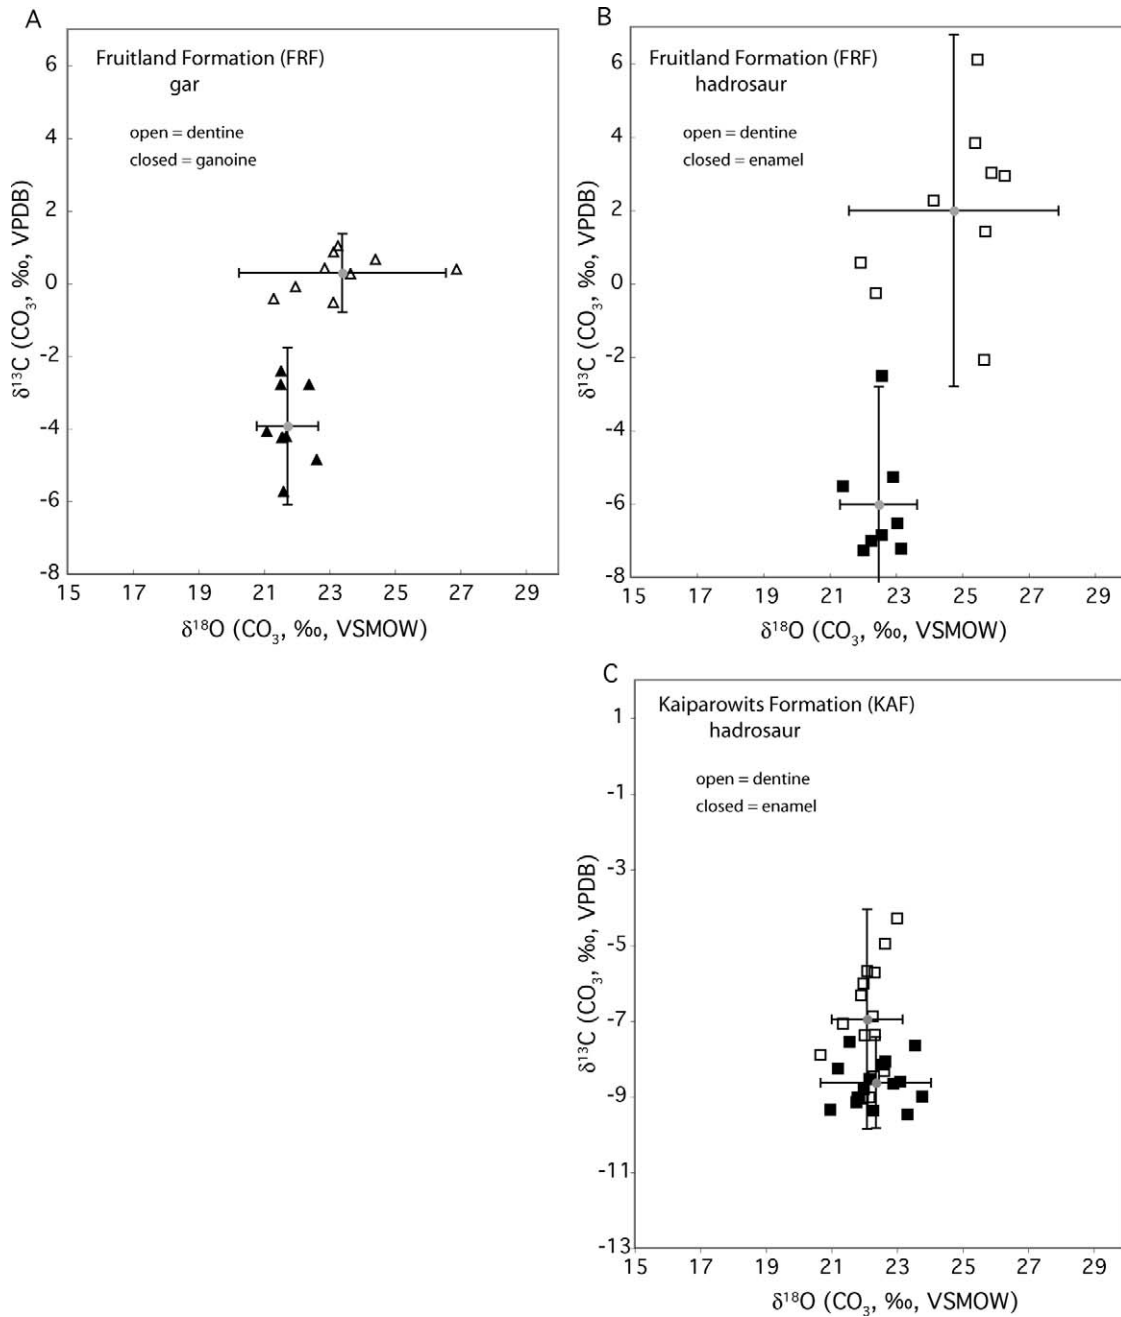 A
Fruitland Formation (FRF)
gar
open = dentine
closed = ganoine
6
4
2
0
-2
-4
-6
-8
δ¹³C (CO₃, ‰, VPDB)
15 17 19 21 23 25 27 29
δ¹⁸O (CO₃, ‰, VSMOW)
B
Fruitland Formation (FRF)
hadrosaur
open = dentine
closed = enamel
6
4
2
0
-2
-4
-6
-8
δ¹³C (CO₃, ‰, VPDB)
15 17 19 21 23 25 27 29
δ¹⁸O (CO₃, ‰, VSMOW)
C
Kaiparowits Formation (KAF)
hadrosaur
open = dentine
closed = enamel
1
-1
-3
-5
-7
-9
-11
-13
δ¹³C (CO₃, ‰, VPDB)
15 17 19 21 23 25 27 29
δ¹⁸O (CO₃, ‰, VSMOW)